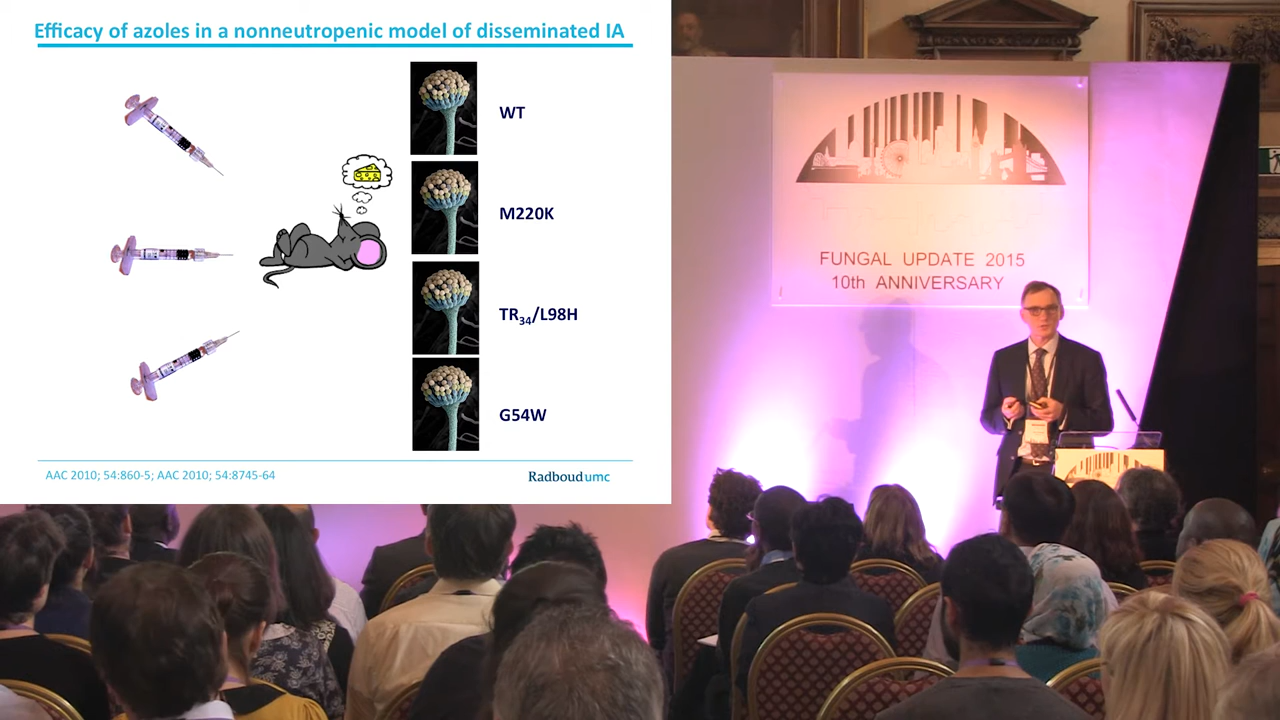 Efficacy of azoles in a nonneutropenic model of disseminated IA
WT
M220K
TR34/L98H
G54W
AAC 2010; 54:860-5; AAC 2010; 54:8745-64
Radboudumc
FUNGAL UPDATE 2015
10th ANNIVERSARY